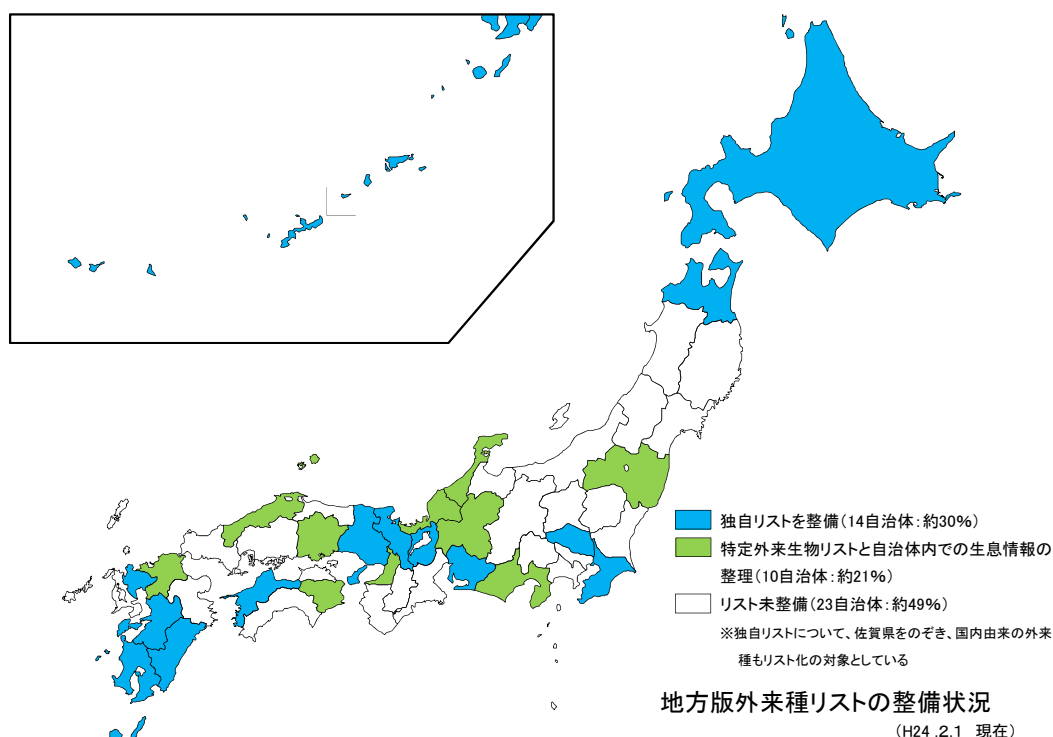 独自リストを整備(14自治体:約30%)
特定外来生物リストと自治体内での生息情報の
整理(10自治体:約21%)
リスト未整備(23自治体:約49%)
※独自リストについて、佐賀県をのぞき、国内由来の外来
種もリスト化の対象としている
地方版外来種リストの整備状況
(H24 .2.1 現在)